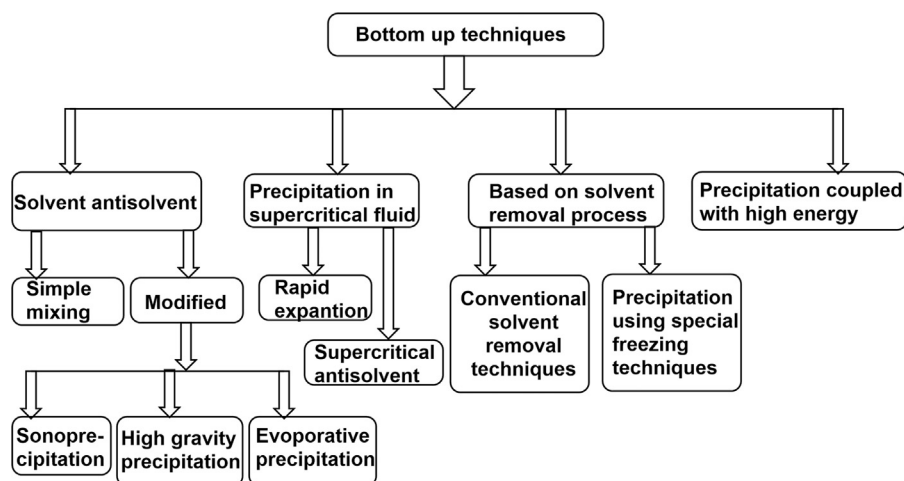 Bottom up techniques
Solvent antisolvent
Precipitation in
supercritical fluid
Based on solvent
removal process
Precipitation coupled
with high energy
Simple
mixing
Modified
Rapid
expantion
Supercritical
antisolvent
Conventional
solvent
removal
techniques
Precipitation
using special
freezing
techniques
Sonopre-
cipitation
High gravity
precipitation
Evoporative
precipitation